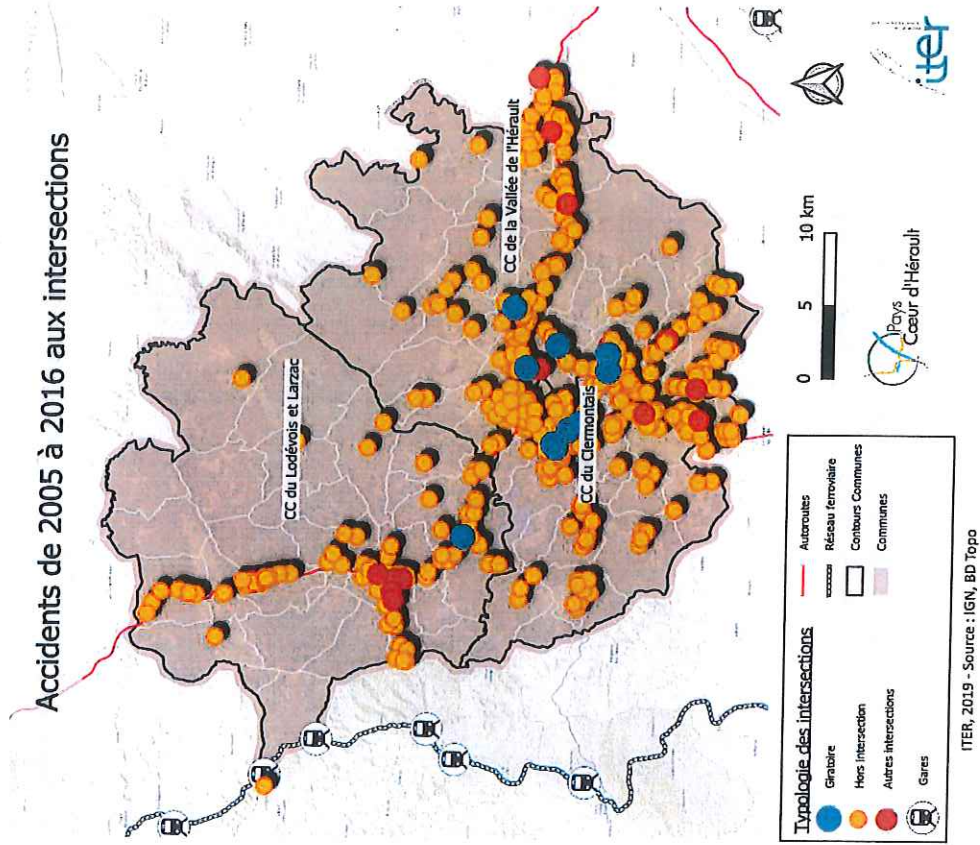 Accidents de 2005 à 2016 aux intersections
CC du Lodévois et Larzac
CC de la Vallée de l'Hérault
CC du Clermontais
Typologie des intersections
Giratoire
Hors Intersection
Autres intersections
Gares
Autoroutes
Réseau ferroviaire
Contours Communes
Communes
0 5 10 km
Pays
Cœur d'Hérault
iter
ITER, 2019 - Source : IGN, BD Topo